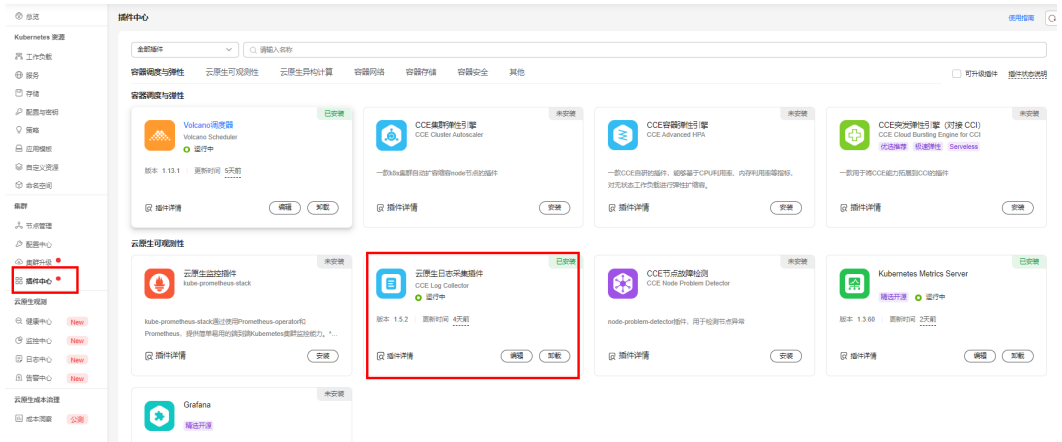 总览
Kubernetes 资源
工作负载
服务
存储
配置与密钥
策略
应用模板
自定义资源
命名空间
集群
节点管理
配置中心
集群升级
插件中心
云原生观测
健康中心 New
监控中心 New
日志中心 New
告警中心 New
云原生成本治理
成本洞察 公测
插件中心
使用指南
全部插件 请输入名称
容器调度与弹性 云原生可观测性 云原生异构计算 容器网络 容器存储 容器安全 其他
可升级插件 插件状态说明
容器调度与弹性
已安装
Volcano调度器
Volcano Scheduler
运行中
版本 1.13.1 更新时间 5天前
插件详情 编辑 卸载
未安装
CCE集群弹性引擎
CCE Cluster Autoscaler
一款k8s集群自动扩容缩容node节点的插件
插件详情 安装
未安装
CCE容器弹性引擎
CCE Advanced HPA
一款CCE自研的插件，能够基于CPU利用率、内存利用率等指标，
对无状态工作负载进行弹性扩缩容。
插件详情 安装
未安装
CCE突发弹性引擎 （对接 CCI）
CCE Cloud Bursting Engine for CCI
优选推荐 极速弹性 Serveless
一款用于将CCE能力拓展到CCI的插件
插件详情 安装
云原生可观测性
未安装
云原生监控插件
kube-prometheus-stack
kube-prometheus-stack通过使用Prometheus-operator和
Prometheus，提供简单易用的端到端Kubernetes集群监控能力。*...
插件详情 安装
已安装
云原生日志采集插件
CCE Log Collector
运行中
版本 1.5.2 更新时间 4天前
插件详情 编辑 卸载
未安装
CCE节点故障检测
CCE Node Problem Detector
node-problem-detector插件，用于检测节点异常
插件详情 安装
已安装
Kubernetes Metrics Server
精选开源 运行中
版本 1.3.60 更新时间 2天前
插件详情 编辑 卸载
未安装
Grafana
精选开源